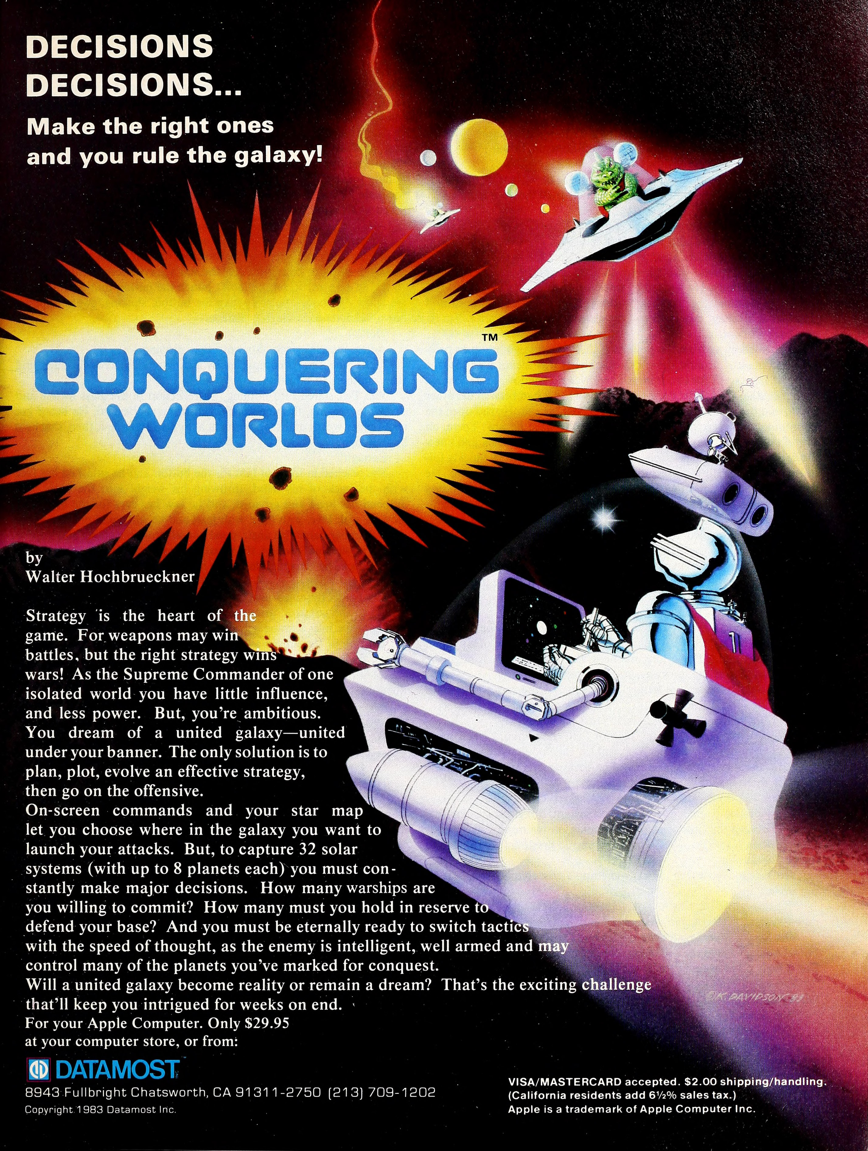 DECISIONS
DECISIONS...
Make the right ones
and you rule the galaxy!
CONQUERING™
WORLDS
by
Walter Hochbrueckner
Strategy is the heart of the
game. For weapons may win
battles, but the right strategy wins
wars! As the Supreme Commander of one
isolated world you have little influence,
and less power. But, you're ambitious.
You dream of a united galaxy—united
under your banner. The only solution is to
plan, plot, evolve an effective strategy,
then go on the offensive.
On-screen commands and your star map
let you choose where in the galaxy you want to
launch your attacks. But, to capture 32 solar
systems (with up to 8 planets each) you must con-
stantly make major decisions. How many warships are
you willing to commit? How many must you hold in reserve to
defend your base? And you must be eternally ready to switch tactics
with the speed of thought, as the enemy is intelligent, well armed and may
control many of the planets you've marked for conquest.
Will a united galaxy become reality or remain a dream? That's the exciting challenge
that'll keep you intrigued for weeks on end.
For your Apple Computer. Only $29.95
at your computer store, or from:
DATAMOST
8943 Fullbright Chatsworth, CA 91311-2750 (213) 709-1202
Copyright 1983 Datamost Inc.
VISA/MASTERCARD accepted. $2.00 shipping/handling.
(California residents add 6½% sales tax.)
Apple is a trademark of Apple Computer Inc.
K. DAVIDSON 83
1